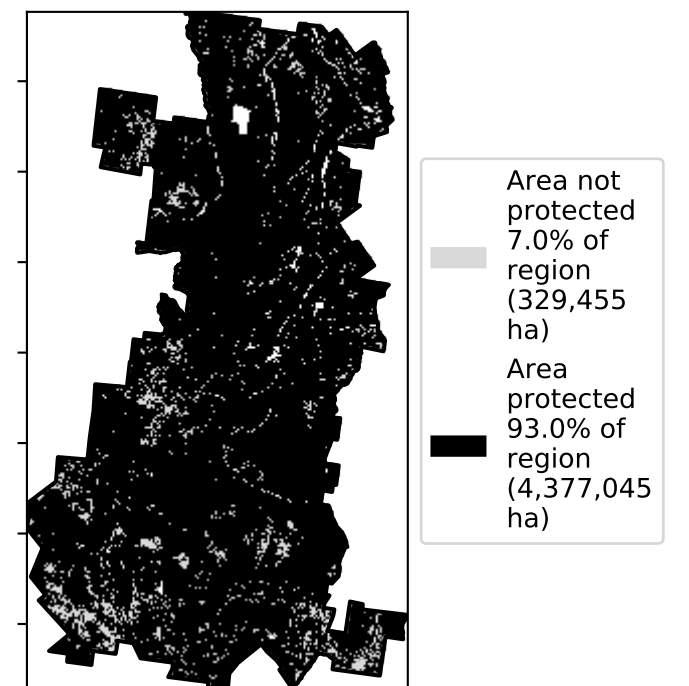 Area not
protected
7.0% of
region
(329,455
ha)
Area
protected
93.0% of
region
(4,377,045
ha)